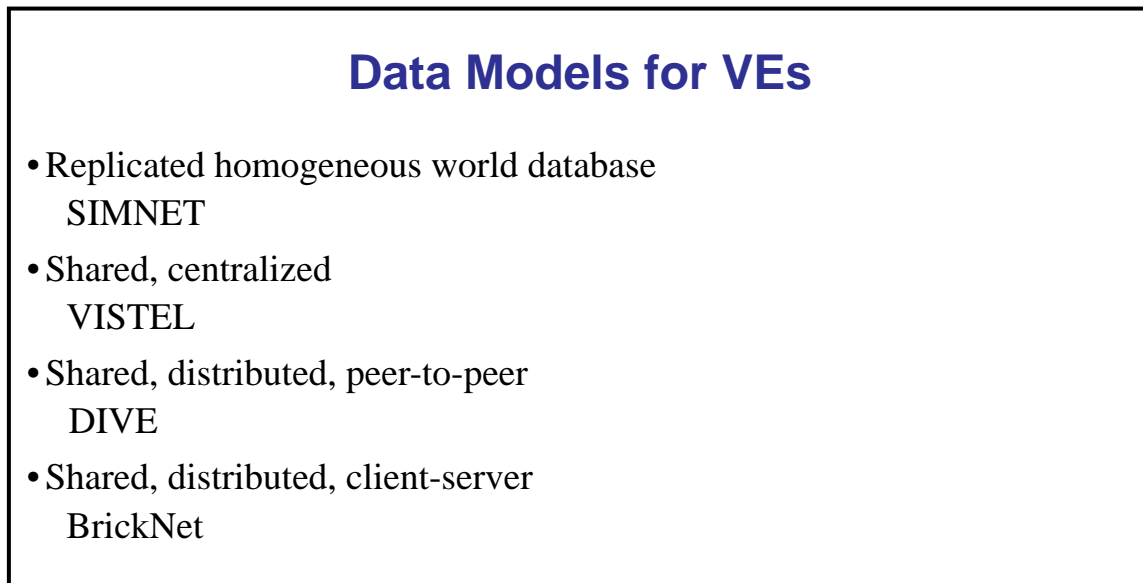 Data Models for VEs
• Replicated homogeneous world database
SIMNET
• Shared, centralized
VISTEL
• Shared, distributed, peer-to-peer
DIVE
• Shared, distributed, client-server
BrickNet